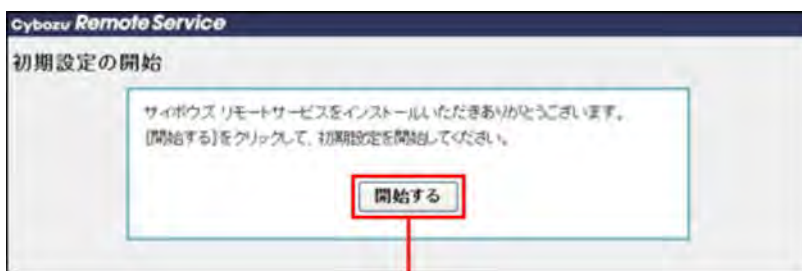 Cybozu Remote Service
初期設定の開始
サイボウズ リモートサービスをインストールいただきありがとうございます。
[開始する]をクリックして、初期設定を開始してください。
開始する